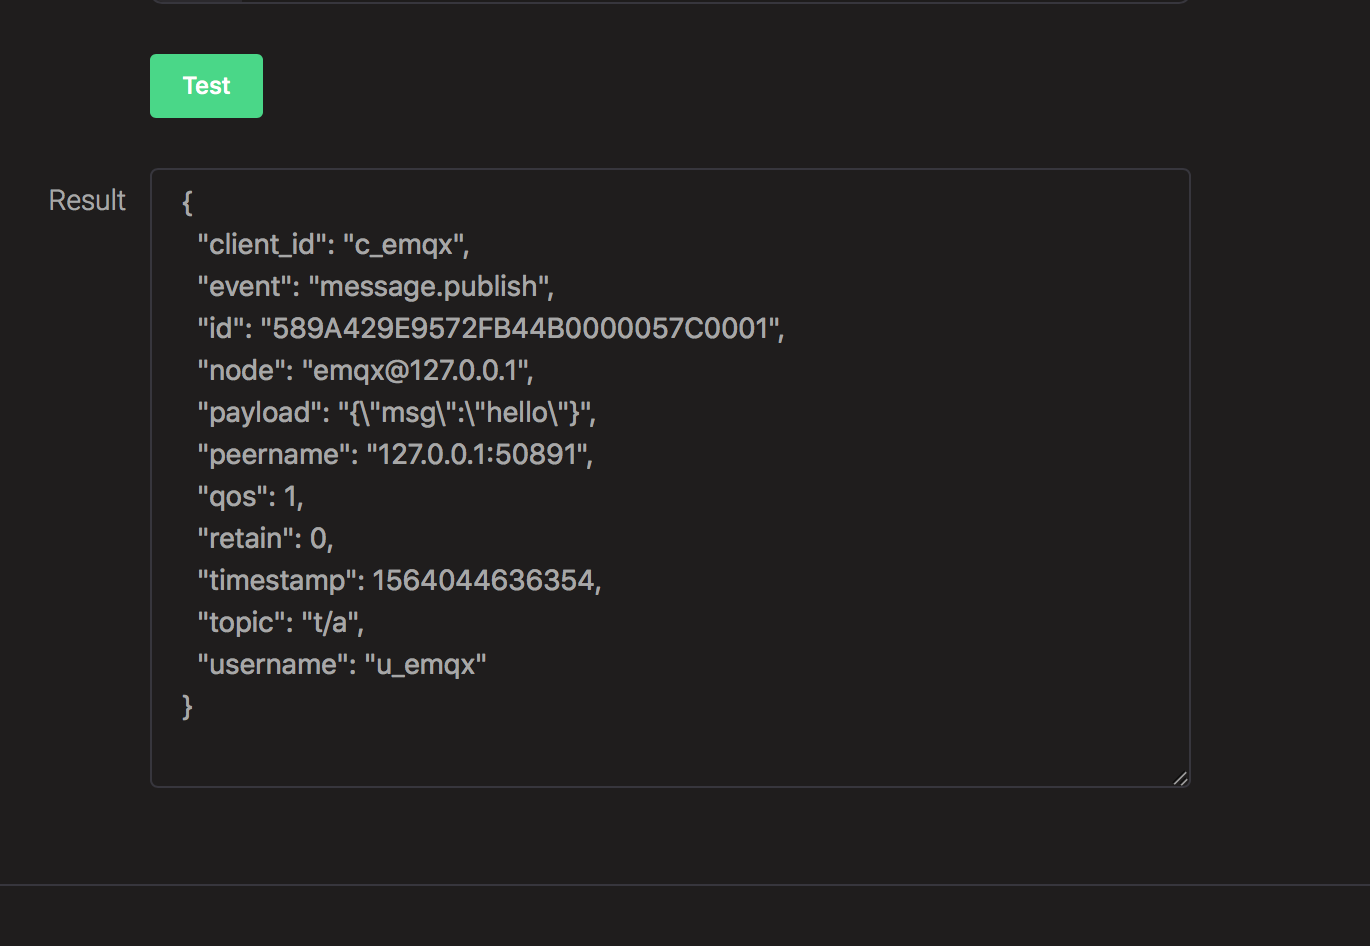 Test
Result
{
"client_id": "c_emqx",
"event": "message.publish",
"id": "589A429E9572FB44B0000057C0001",
"node": "emqx@127.0.0.1",
"payload": "{\"msg\":\"hello\"}",
"peername": "127.0.0.1:50891",
"qos": 1,
"retain": 0,
"timestamp": 1564044636354,
"topic": "t/a",
"username": "u_emqx"
}